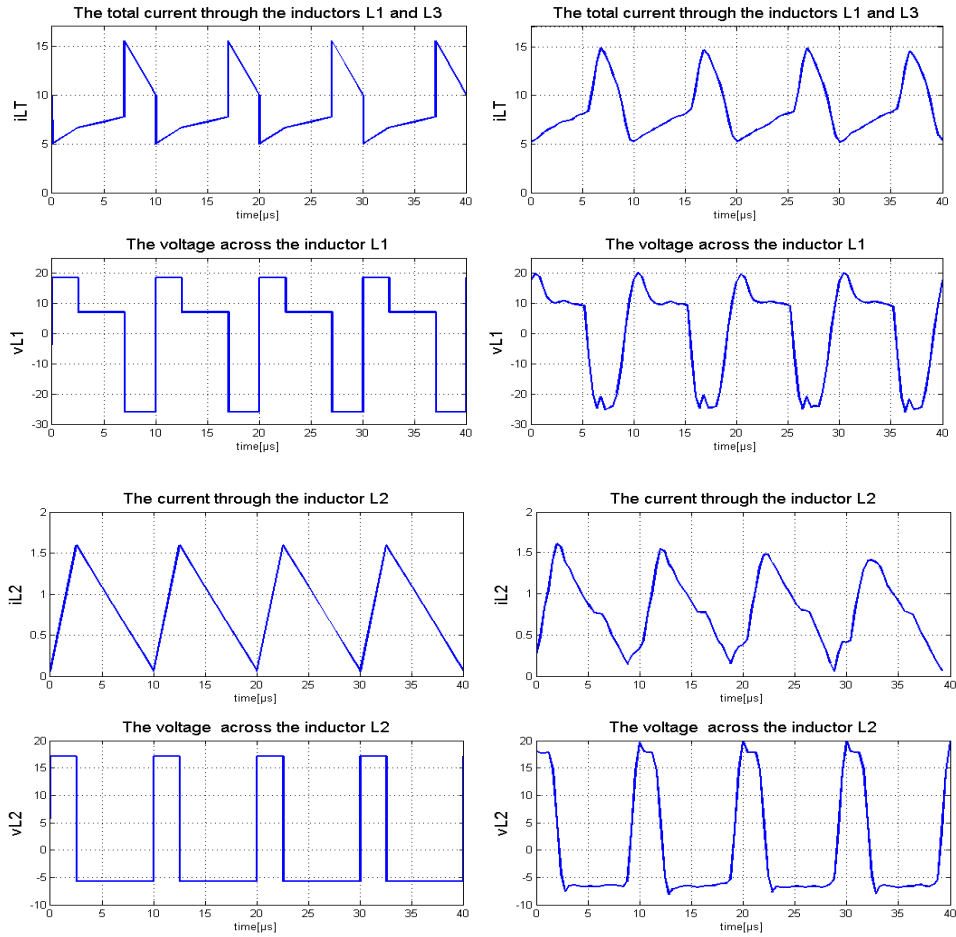 The total current through the inductors L1 and L3
iLT
15
10
5
0
0 5 10 15 20 25 30 35 40
time[µs]
The total current through the inductors L1 and L3
iLT
15
10
5
0
0 5 10 15 20 25 30 35 40
time[µs]
The voltage across the inductor L1
vL1
20
10
0
-10
-20
-30
0 5 10 15 20 25 30 35 40
time[µs]
The voltage across the inductor L1
vL1
20
10
0
-10
-20
-30
0 5 10 15 20 25 30 35 40
time[µs]
The current through the inductor L2
iL2
2
1.5
1
0.5
0
0 5 10 15 20 25 30 35 40
time[µs]
The current through the inductor L2
iL2
2
1.5
1
0.5
0
0 5 10 15 20 25 30 35 40
time[µs]
The voltage across the inductor L2
vL2
20
15
10
5
0
-5
-10
0 5 10 15 20 25 30 35 40
time[µs]
The voltage across the inductor L2
vL2
20
15
10
5
0
-5
-10
0 5 10 15 20 25 30 35 40
time[µs]